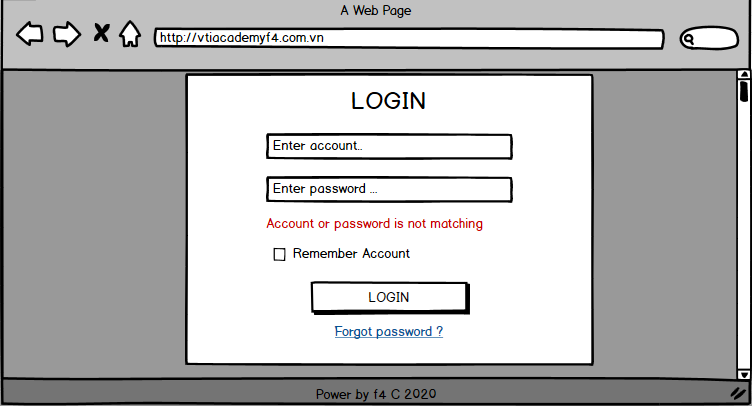 A Web Page
http://vtiacademyf4.com.vn
LOGIN
Enter account..
Enter password ...
Account or password is not matching
Remember Account
LOGIN
Forgot password ?
Power by f4 C 2020